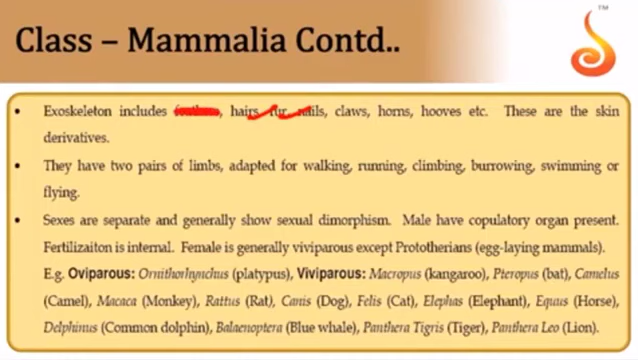 TM
Class – Mammalia Contd..
• Exoskeleton includes , hairs, fur, nails, claws, horns, hooves etc. These are the skin
derivatives.
• They have two pairs of limbs, adapted for walking, running, climbing, burrowing, swimming or
flying.
• Sexes are separate and generally show sexual dimorphism. Male have copulatory organ present.
Fertilizaiton is internal. Female is generally viviparous except Prototherians (egg-laying mammals).
E.g. Oviparous: Ornithorhynchus (platypus), Viviparous: Macropus (kangaroo), Pteropus (bat), Camelus
(Camel), Macaca (Monkey), Rattus (Rat), Canis (Dog), Felis (Cat), Elephas (Elephant), Equus (Horse),
Delphinus (Common dolphin), Balaenoptera (Blue whale), Panthera Tigris (Tiger), Panthera Leo (Lion).